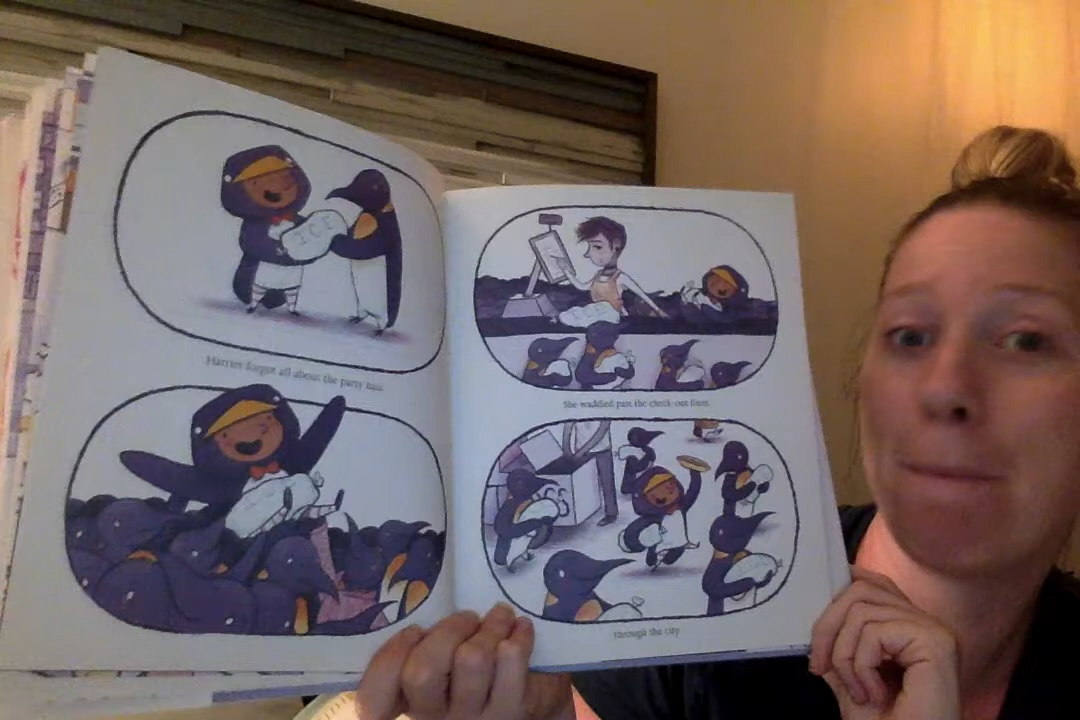 ICE
Harriet forgot all about the party hats.
She waddled past the check-out lines,
through the city